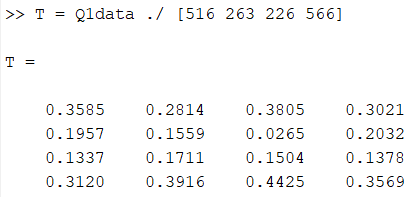 >> T = Q1data ./ [516 263 226 566]
T =
0.3585 0.2814 0.3805 0.3021
0.1957 0.1559 0.0265 0.2032
0.1337 0.1711 0.1504 0.1378
0.3120 0.3916 0.4425 0.3569